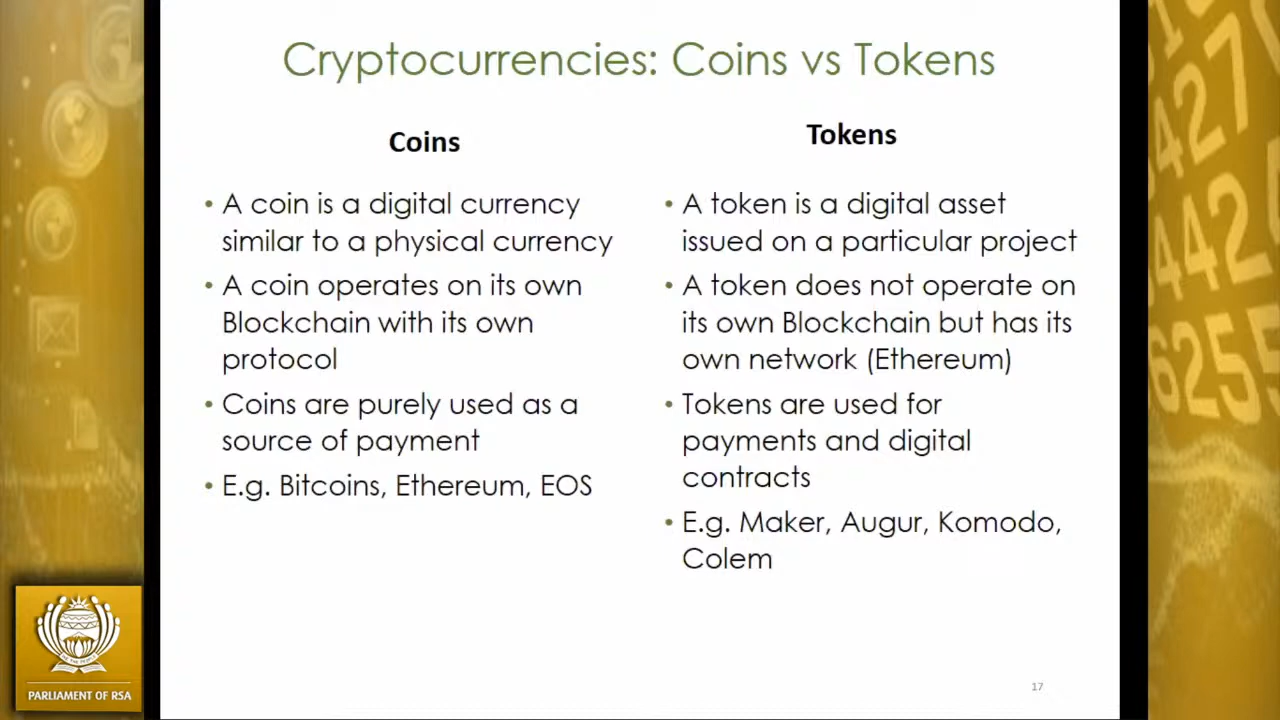 Cryptocurrencies: Coins vs Tokens
Coins
• A coin is a digital currency
similar to a physical currency
• A coin operates on its own
Blockchain with its own
protocol
• Coins are purely used as a
source of payment
• E.g. Bitcoins, Ethereum, EOS
Tokens
• A token is a digital asset
issued on a particular project
• A token does not operate on
its own Blockchain but has its
own network (Ethereum)
• Tokens are used for
payments and digital
contracts
• E.g. Maker, Augur, Komodo,
Colem
17
PARLIAMENT OF RSA
427
442
6255